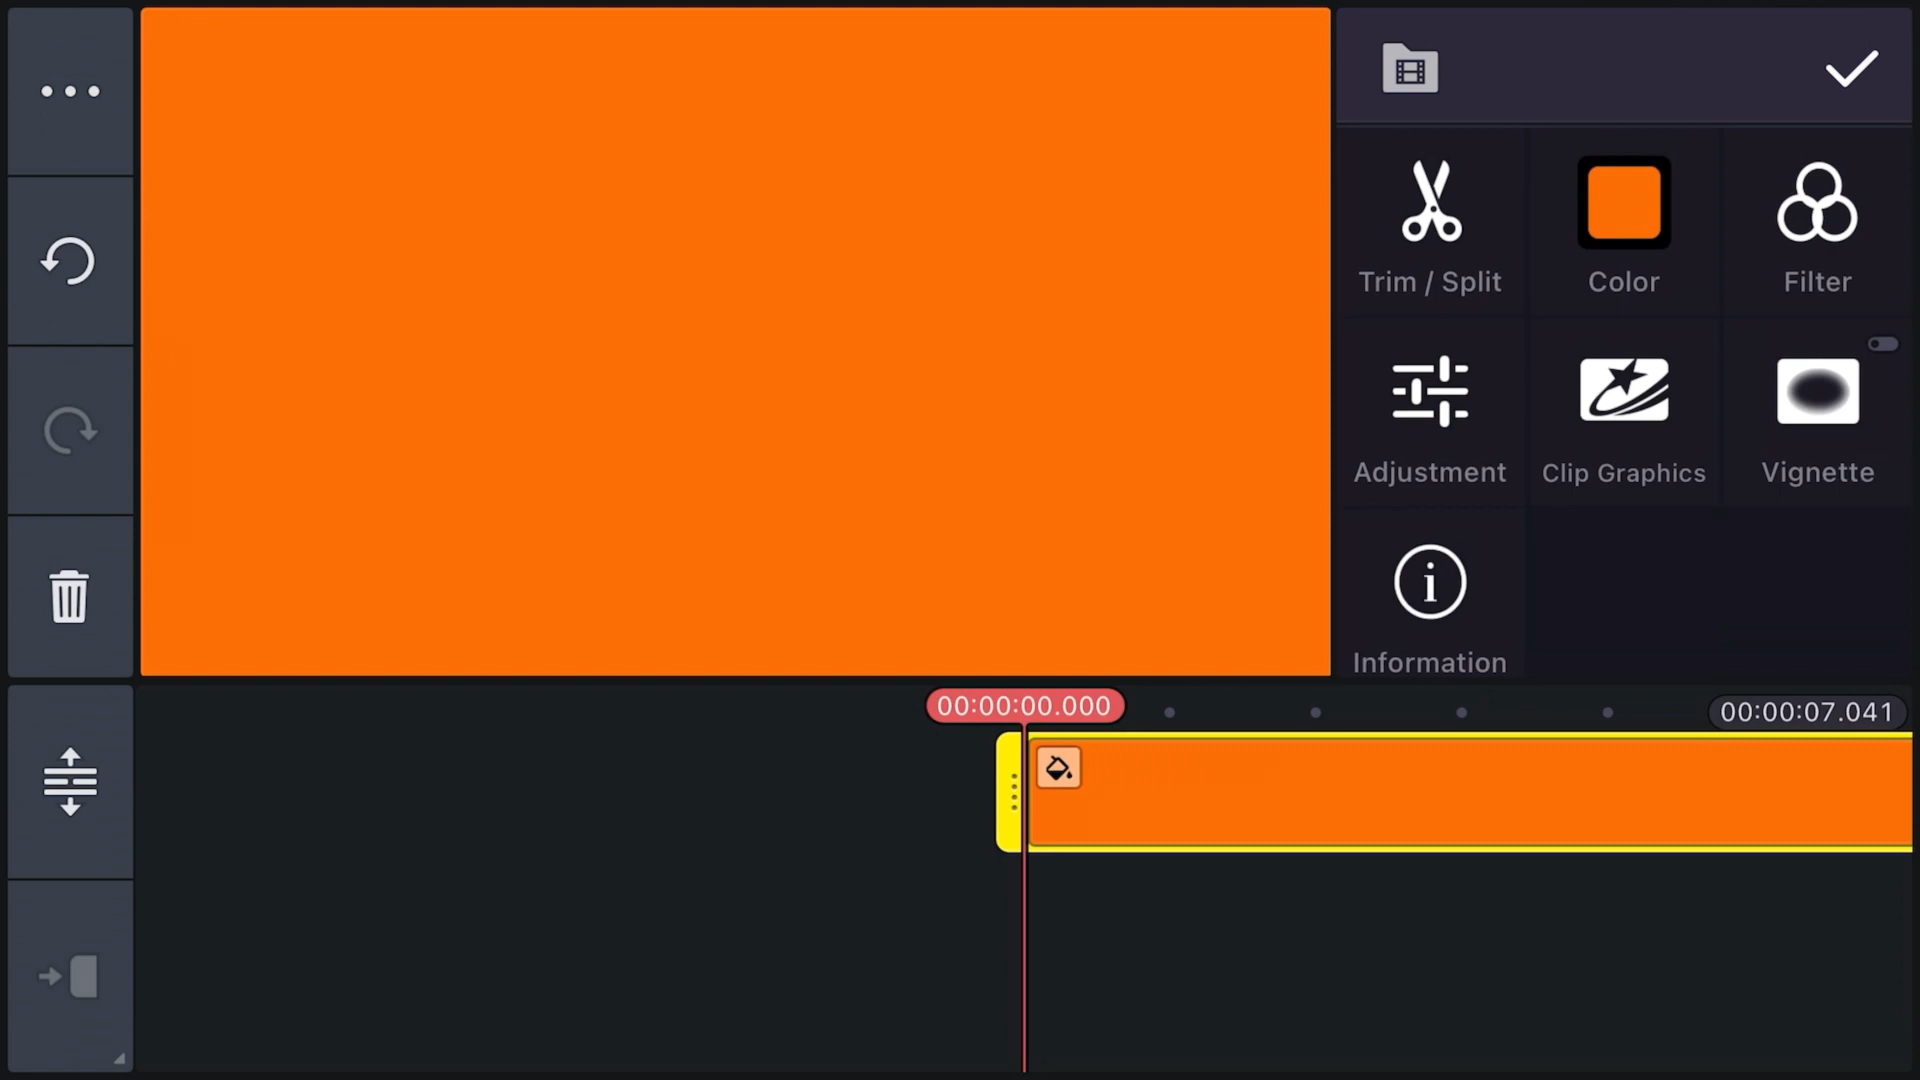 Trim / Split
Color
Filter
Adjustment
Clip Graphics
Vignette
Information
00:00:00.000
00:00:07.041